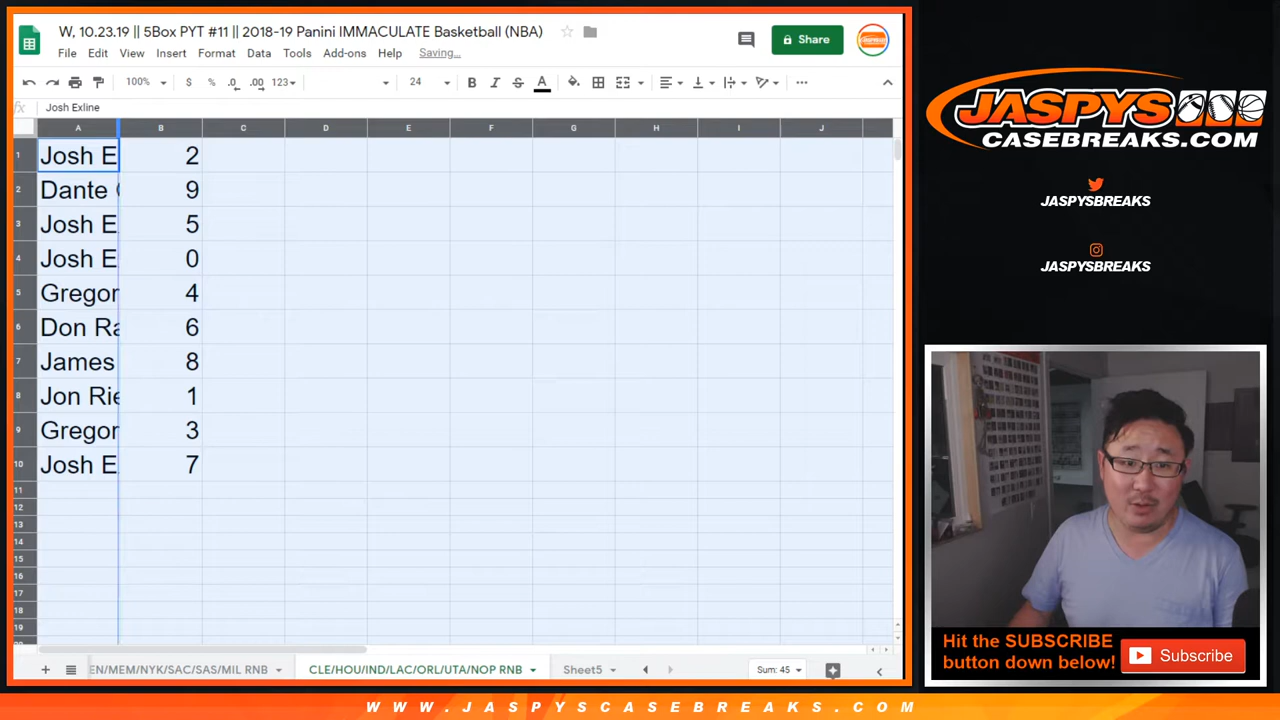 W, 10.23.19 || 5Box PYT #11 || 2018-19 Panini IMMACULATE Basketball (NBA)
File Edit View Insert Format Data Tools Add-ons Help Saving...
Share
100% $ % .0 .00 123 24 B I S A
fx Josh Exline
A B C D E F G H I J
1 Josh E 2
2 Dante 9
3 Josh E 5
4 Josh E 0
5 Gregor 4
6 Don Ra 6
7 James 8
8 Jon Rie 1
9 Gregor 3
10 Josh E 7
11
12
13
14
15
16
17
18
19
EN/MEM/NYK/SAC/SAS/MIL RNB CLE/HOU/IND/LAC/ORL/UTA/NOP RNB Sheet5 Sum: 45
JASPYS
CASEBREAKS.COM
JASPYSBREAKS
JASPYSBREAKS
Hit the SUBSCRIBE
button down below!
Subscribe
WWW.JASPYSCASEBREAKS.COM